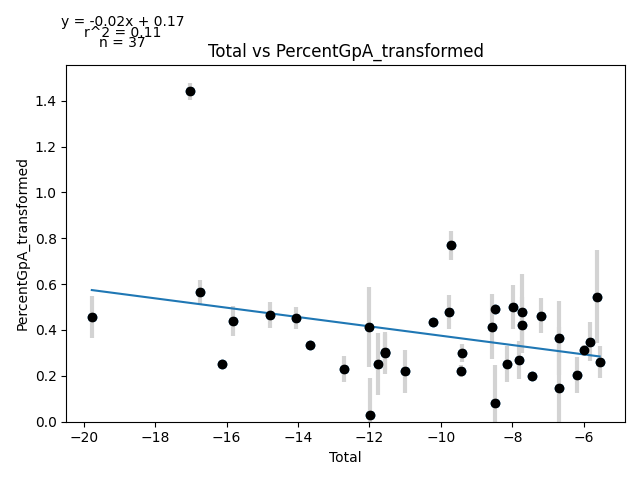 y = -0.02x + 0.17
r^2 = 0.11
n = 37
Total vs PercentGpA_transformed
1.4
1.2
1.0
0.8
0.6
0.4
0.2
0.0
PercentGpA_transformed
−20 −18 −16 −14 −12 −10 −8 −6
Total